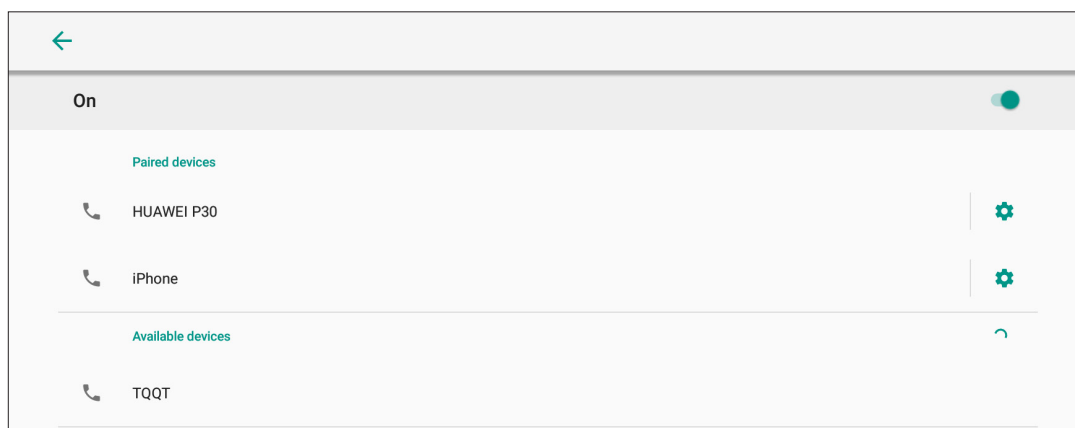 On
Paired devices
HUAWEI P30
iPhone
Available devices
TQQT